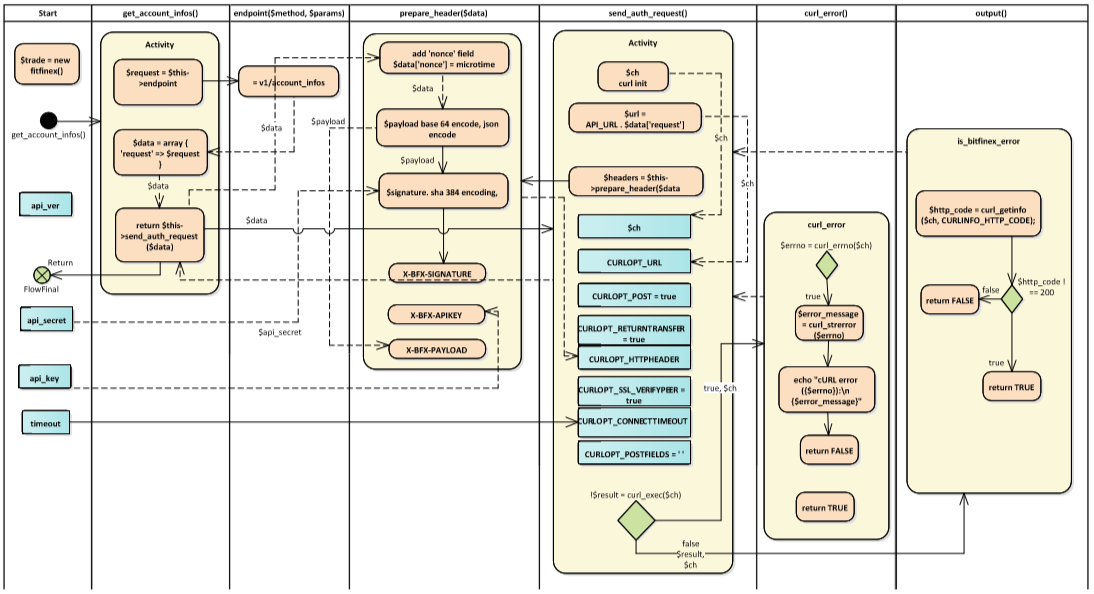 Start
get_account_infos()
endpoint($method, $params)
prepare_header($data)
send_auth_request()
curl_error()
output()
$trade = new
fitfinex()
get_account_infos()
api_ver
Return
FlowFinal
api_secret
api_key
timeout
Activity
$request = $this-
>endpoint
$data = array {
'request' => $request
}
$data
return $this-
>send_auth_request
($data)
= v1/account_infos
$data
$data
$api_secret
$payload
add 'nonce' field
$data['nonce'] = microtime
$data
$payload base 64 encode, json
encode
$payload
$signature. sha 384 encoding,
X-BFX-SIGNATURE
X-BFX-APIKEY
X-BFX-PAYLOAD
Activity
$ch
curl init
$url =
API_URL . $data['request']
$ch
$headers = $this-
>prepare_header($data
$ch
$ch
CURLOPT_URL
CURLOPT_POST = true
CURLOPT_RETURNTRANSFER
= true
CURLOPT_HTTPHEADER
CURLOPT_SSL_VERIFYPEER =
true
CURLOPT_CONNECTTIMEOUT
CURLOPT_POSTFIELDS = ' '
true, $ch
!$result = curl_exec($ch)
false
$result,
$ch
curl_error
$errno = curl_errno($ch)
true
$error_message
= curl_strerror
($errno)
echo "cURL error
({$errno}):\n
{$error_message}"
return FALSE
return TRUE
is_bitfinex_error
$http_code = curl_getinfo
($ch, CURLINFO_HTTP_CODE);
$http_code !
== 200
false
return FALSE
true
return TRUE